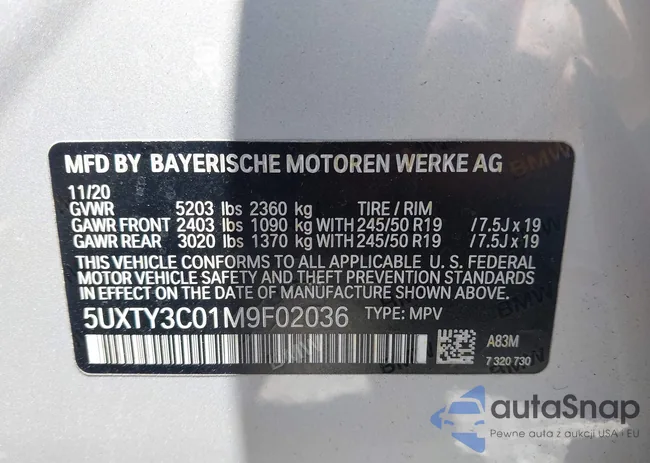 MFD BY BAYERISCHE MOTOREN WERKE AG
11/20
GVWR 5203 lbs 2360 kg TIRE / RIM
GAWR FRONT 2403 lbs 1090 kg WITH 245/50 R19 / 7.5J x 19
GAWR REAR 3020 lbs 1370 kg WITH 245/50 R19 / 7.5J x 19
THIS VEHICLE CONFORMS TO ALL APPLICABLE U. S. FEDERAL
MOTOR VEHICLE SAFETY AND THEFT PREVENTION STANDARDS
IN EFFECT ON THE DATE OF MANUFACTURE SHOWN ABOVE.
5UXTY3C01M9F02036 TYPE: MPV
A83M
7 320 730
autoSnap
Pewne auta z aukcji USA i EU